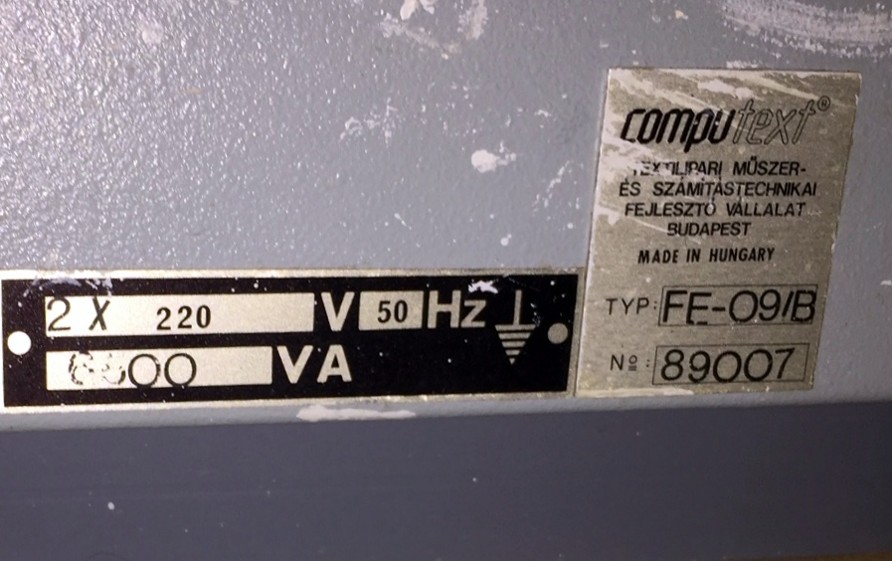 computext®
TEXTILIPARI MŰSZER-
ÉS SZÁMÍTÁSTECHNIKAI
FEJLESZTŐ VÁLLALAT
BUDAPEST
MADE IN HUNGARY
TYP: FE-09/B
Nº: 89007
2 X 220 V 50 Hz
VA